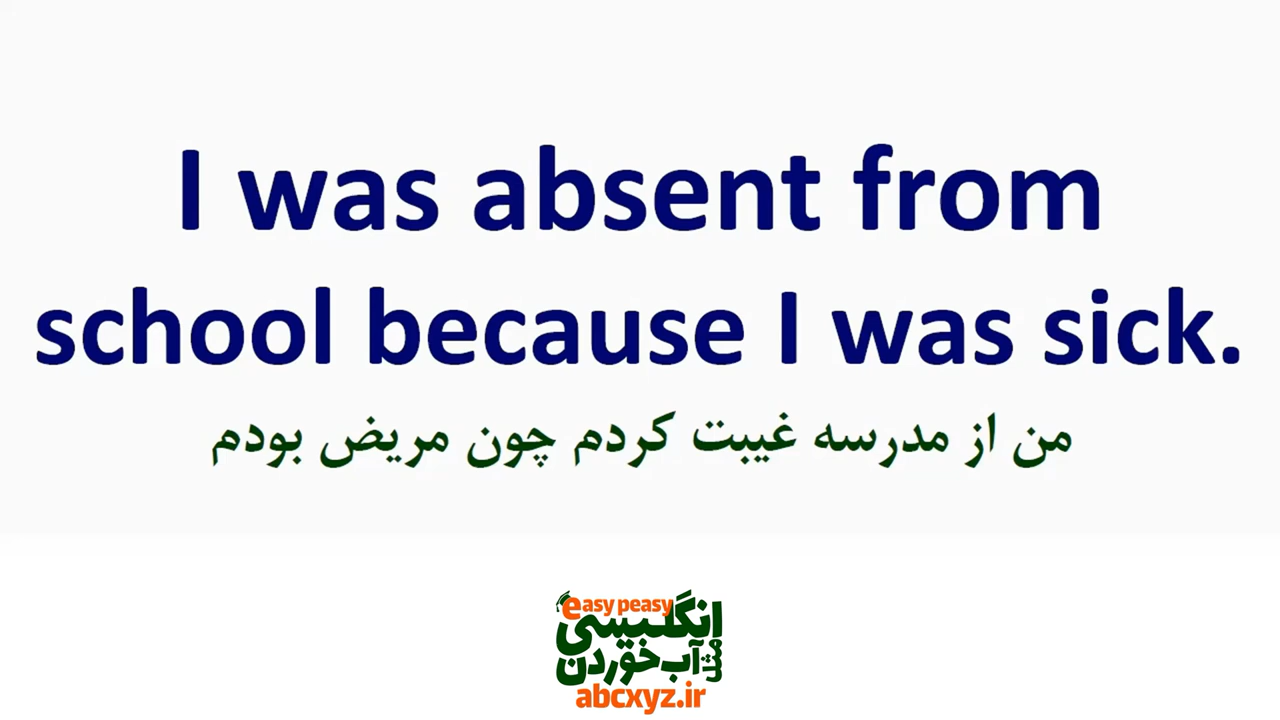 I was absent from
school because I was sick.
من از مدرسه غیبت کردم چون مریض بودم
easy peasy
انگلیسی
مثل آب خوردن
abcxyz.ir